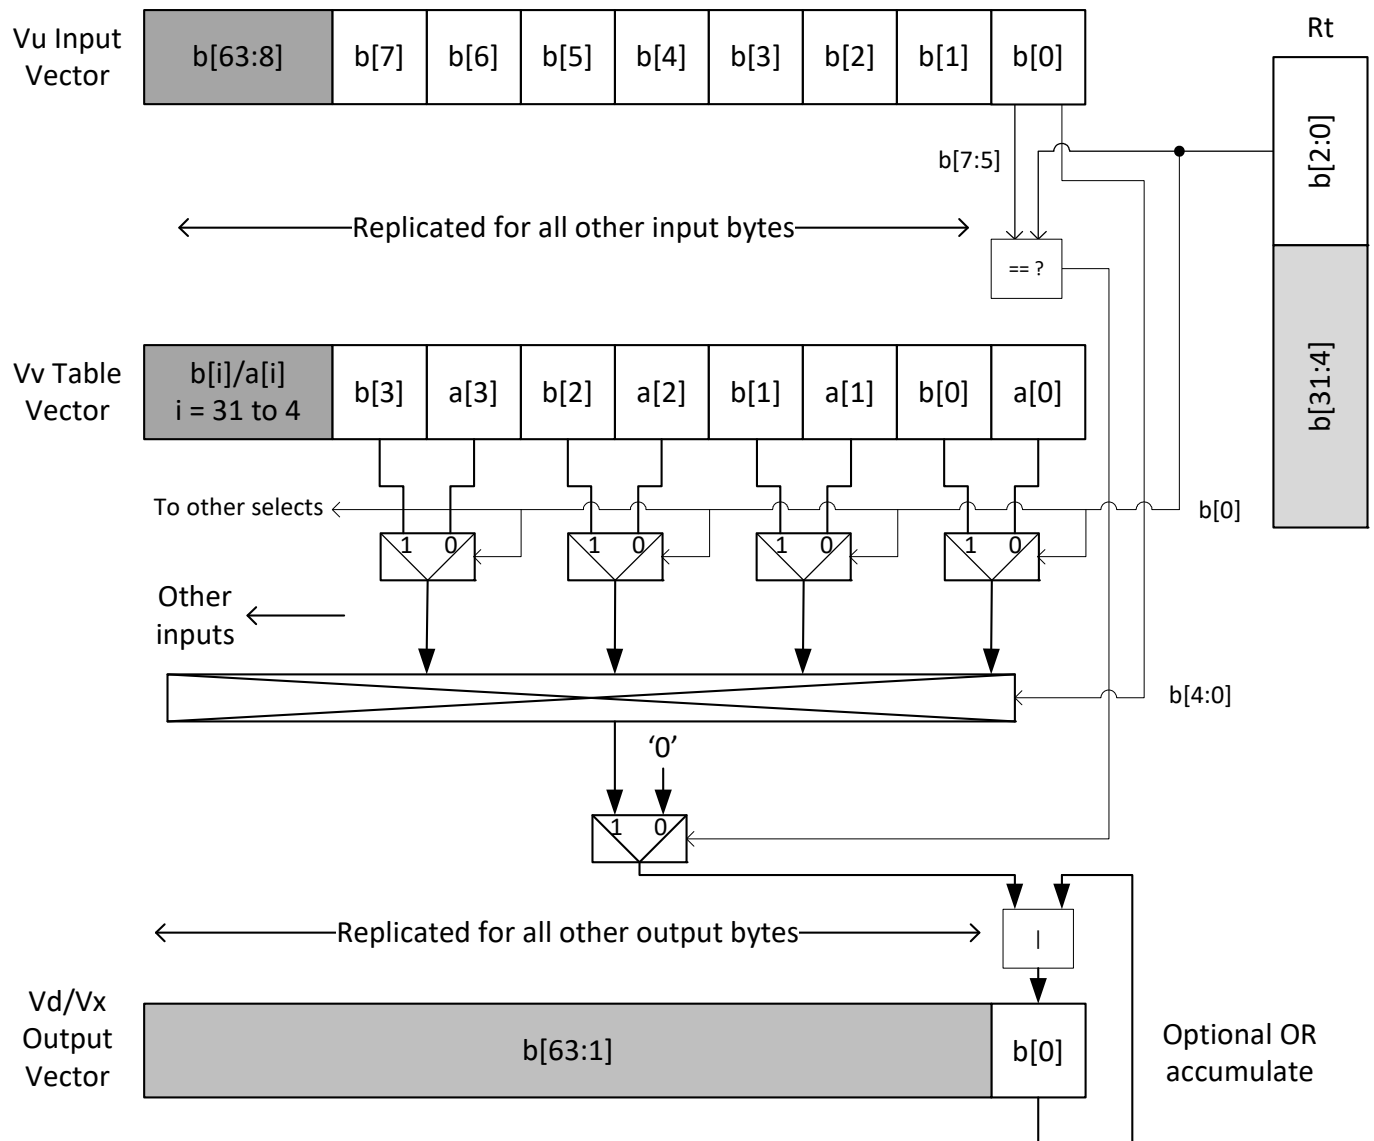 Vu Input
Vector
b[63:8]
b[7]
b[6]
b[5]
b[4]
b[3]
b[2]
b[1]
b[0]
Rt
b[2:0]
b[31:4]
b[7:5]
Replicated for all other input bytes
== ?
Vv Table
Vector
b[i]/a[i]
i = 31 to 4
b[3]
a[3]
b[2]
a[2]
b[1]
a[1]
b[0]
a[0]
To other selects
b[0]
1 0
1 0
1 0
1 0
Other
inputs
b[4:0]
‘0’
1 0
Replicated for all other output bytes
|
Vd/Vx
Output
Vector
b[63:1]
b[0]
Optional OR
accumulate